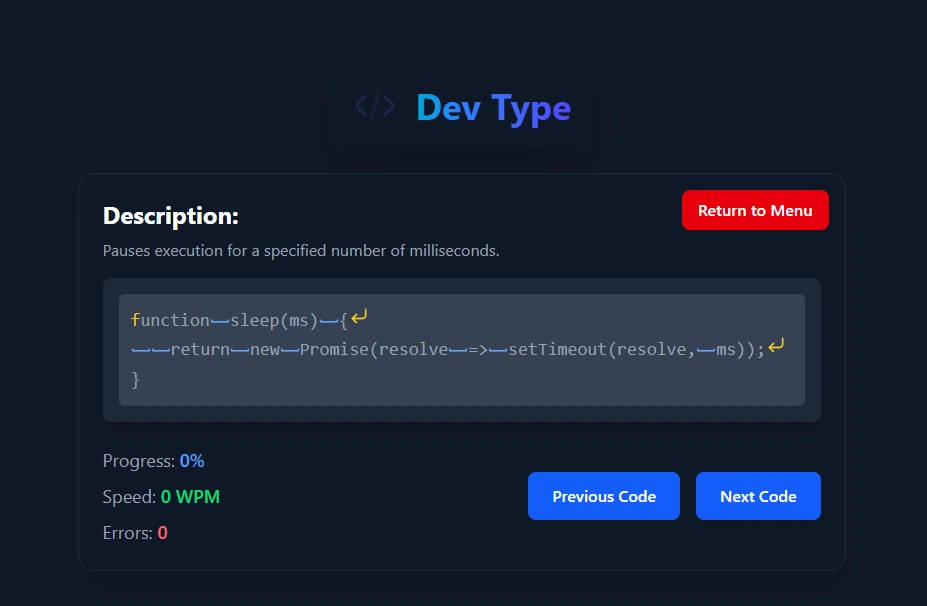 </> Dev Type
Description:
Return to Menu
Pauses execution for a specified number of milliseconds.
function⎵sleep(ms)⎵{↵
⎵⎵return⎵new⎵Promise(resolve⎵=>⎵setTimeout(resolve,⎵ms));↵
}
Progress: 0%
Speed: 0 WPM
Errors: 0
Previous Code
Next Code